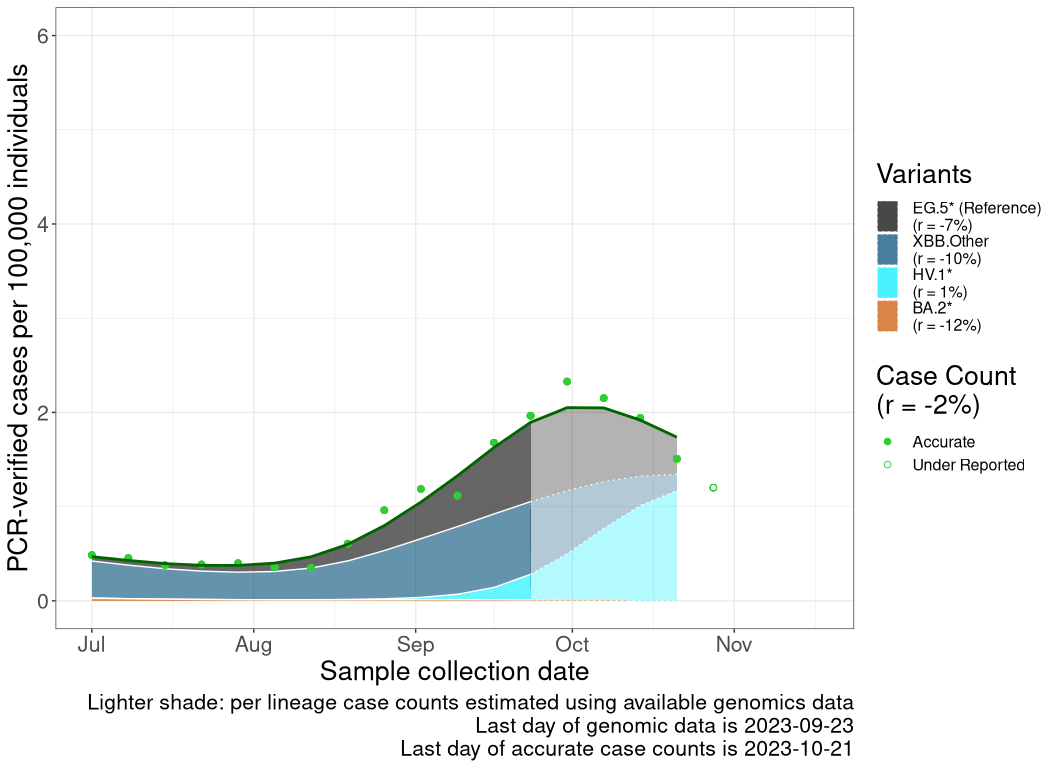 PCR-verified cases per 100,000 individuals
6
4
2
0
Jul Aug Sep Oct Nov
Sample collection date
Lighter shade: per lineage case counts estimated using available genomics data
Last day of genomic data is 2023-09-23
Last day of accurate case counts is 2023-10-21
Variants
EG.5* (Reference)
(r = -7%)
XBB.Other
(r = -10%)
HV.1*
(r = 1%)
BA.2*
(r = -12%)
Case Count
(r = -2%)
Accurate
Under Reported